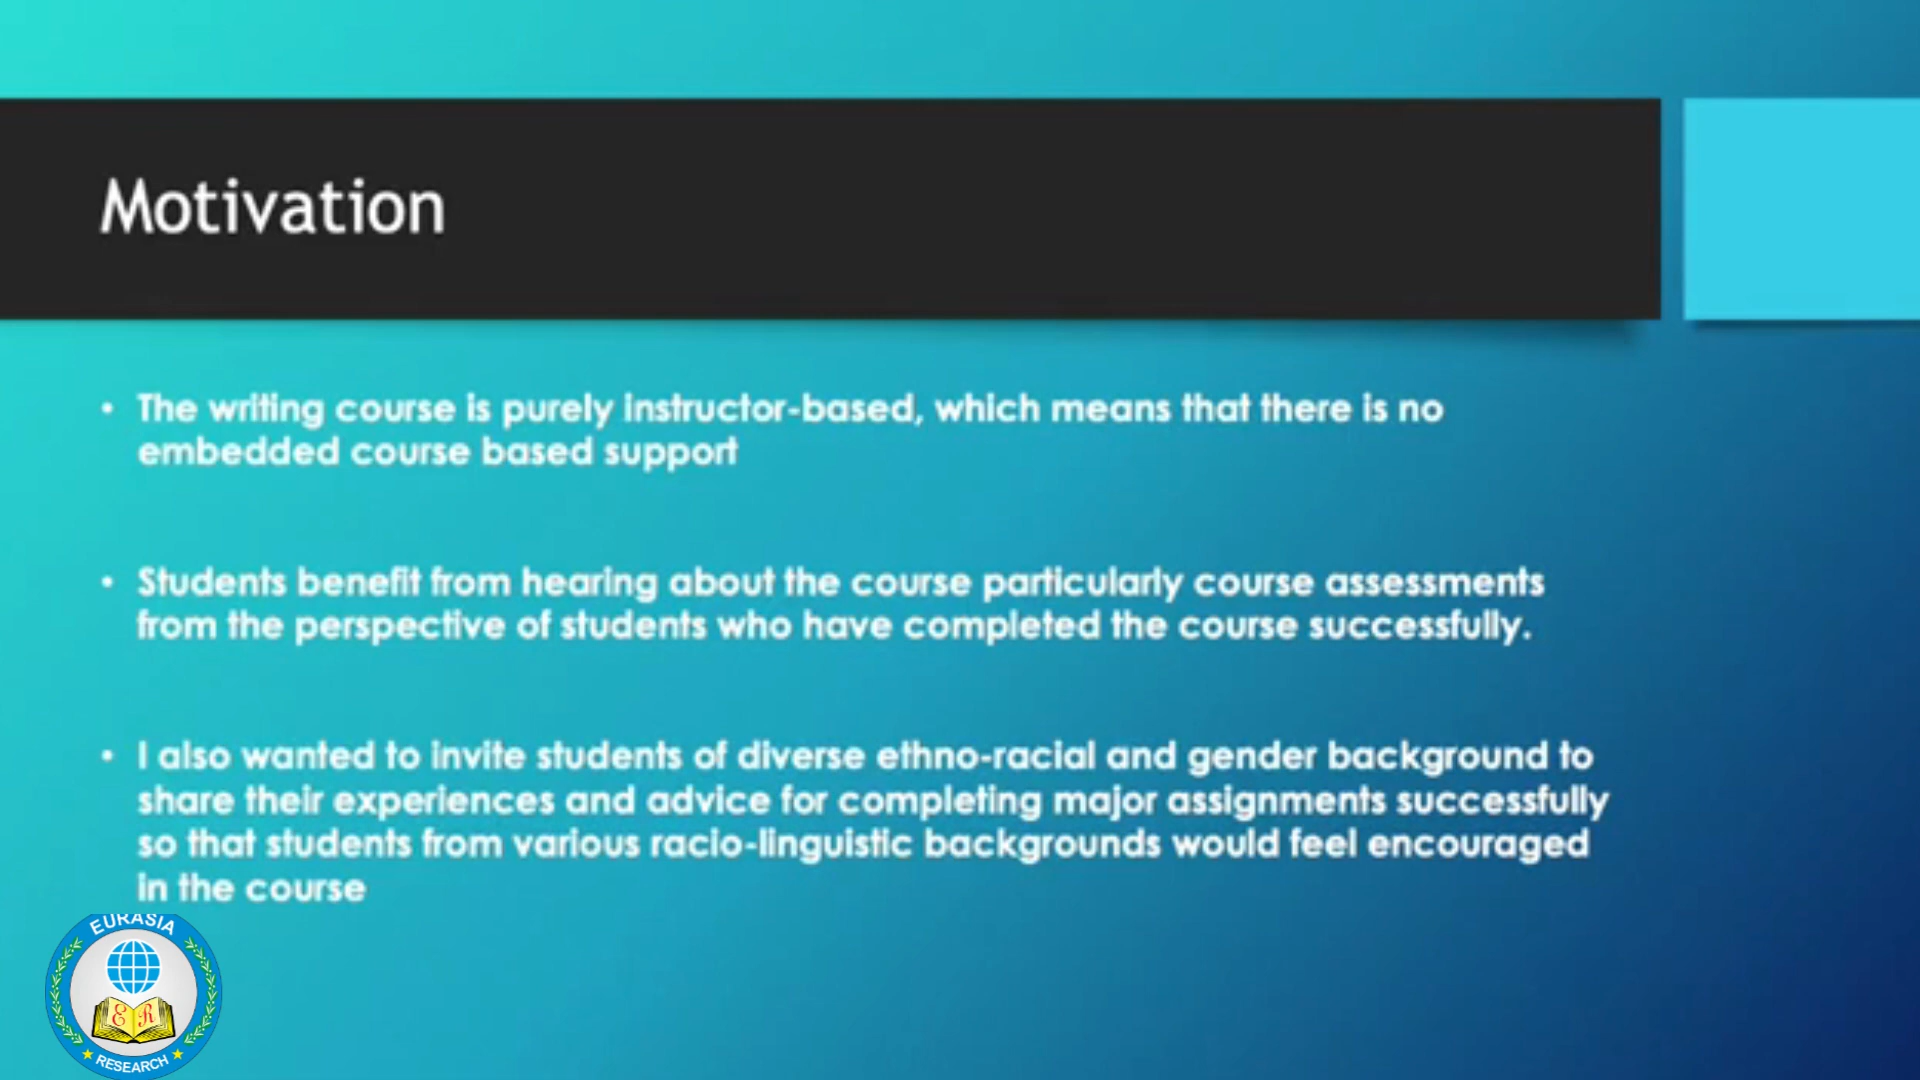 Motivation
• The writing course is purely instructor-based, which means that there is no
embedded course based support
• Students benefit from hearing about the course particularly course assessments
from the perspective of students who have completed the course successfully.
• I also wanted to invite students of diverse ethno-racial and gender background to
share their experiences and advice for completing major assignments successfully
so that students from various racio-linguistic backgrounds would feel encouraged
in the course
EURASIA
E R
RESEARCH